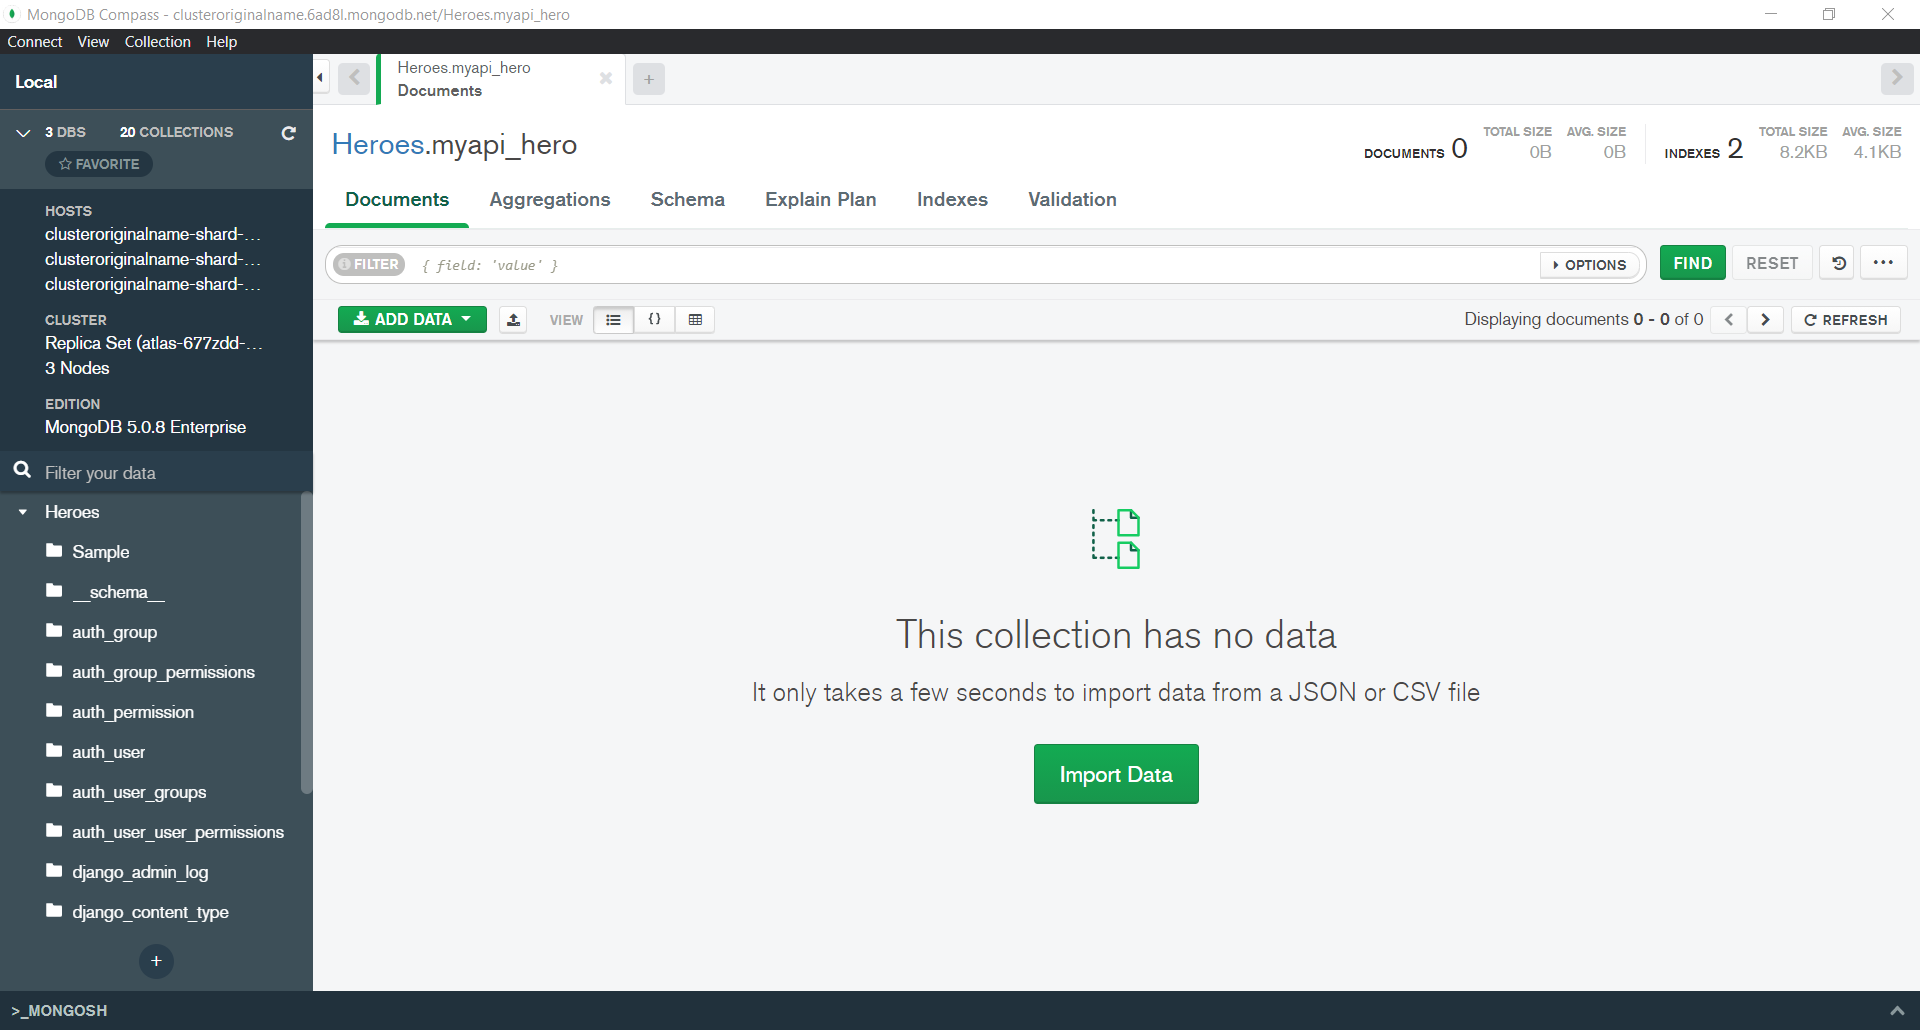 MongoDB Compass - clusteroriginalname.6ad8l.mongodb.net/Heroes.myapi_hero
Connect View Collection Help
Local
3 DBS 20 COLLECTIONS
FAVORITE
HOSTS
clusteroriginalname-shard-...
clusteroriginalname-shard-...
clusteroriginalname-shard-...
CLUSTER
Replica Set (atlas-677zdd-...
3 Nodes
EDITION
MongoDB 5.0.8 Enterprise
Filter your data
Heroes
Sample
__schema__
auth_group
auth_group_permissions
auth_permission
auth_user
auth_user_groups
auth_user_user_permissions
django_admin_log
django_content_type
+
Heroes.myapi_hero
Documents
+
Heroes.myapi_hero
DOCUMENTS 0
TOTAL SIZE AVG. SIZE
0B 0B
INDEXES 2
TOTAL SIZE AVG. SIZE
8.2KB 4.1KB
Documents Aggregations Schema Explain Plan Indexes Validation
FILTER { field: 'value' } OPTIONS FIND RESET ...
ADD DATA VIEW {} Displaying documents 0 - 0 of 0 < > REFRESH
This collection has no data
It only takes a few seconds to import data from a JSON or CSV file
Import Data
>_MONGOSH